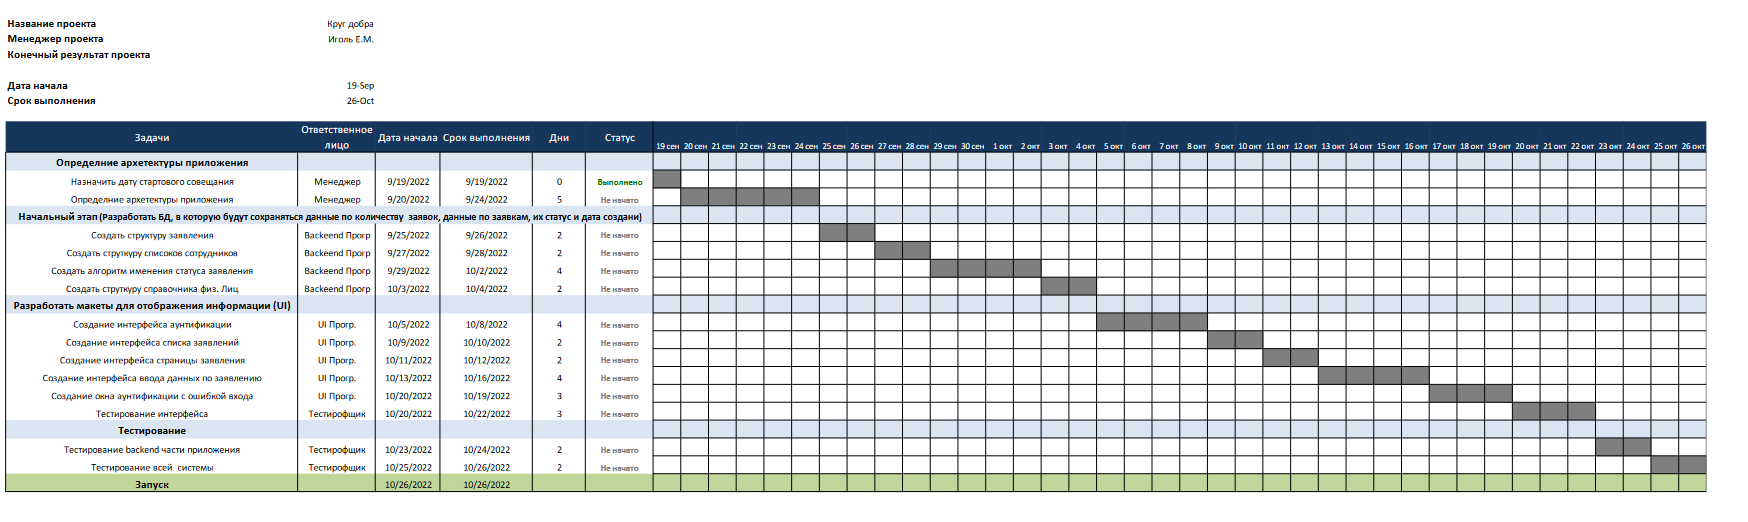 Название проекта Круг добра
Менеджер проекта Иголь Е.М.
Конечный результат проекта
Дата начала 19-Sep
Срок выполнения 26-Oct
Задачи Ответственное лицо Дата начала Срок выполнения Дни Статус 19 сен 20 сен 21 сен 22 сен 23 сен 24 сен 25 сен 26 сен 27 сен 28 сен 29 сен 30 сен 1 окт 2 окт 3 окт 4 окт 5 окт 6 окт 7 окт 8 окт 9 окт 10 окт 11 окт 12 окт 13 окт 14 окт 15 окт 16 окт 17 окт 18 окт 19 окт 20 окт 21 окт 22 окт 23 окт 24 окт 25 окт 26 окт
Определние архетектуры приложения
Назначить дату стартового совещания Менеджер 9/19/2022 9/19/2022 0 Выполнено
Определние архетектуры приложения Менеджер 9/20/2022 9/24/2022 5 Не начато
Начальный этап (Разработать БД, в которую будут сохраняться данные по количеству заявок, данные по заявкам, их статус и дата создани)
Создать структуру заявления Backeend Прогр 9/25/2022 9/26/2022 2 Не начато
Создать струткуру списоков сотрудников Backeend Прогр 9/27/2022 9/28/2022 2 Не начато
Создать алгоритм именения статуса заявления Backeend Прогр 9/29/2022 10/2/2022 4 Не начато
Создать струткуру справочника физ. Лиц Backeend Прогр 10/3/2022 10/4/2022 2 Не начато
Разработать макеты для отображения информации (UI)
Создание интерфейса аунтификации UI Прогр. 10/5/2022 10/8/2022 4 Не начато
Создание интерфейса списка заявлений UI Прогр. 10/9/2022 10/10/2022 2 Не начато
Создание интерфейса страницы заявления UI Прогр. 10/11/2022 10/12/2022 2 Не начато
Создание интерфейса ввода данных по заявлению UI Прогр. 10/13/2022 10/16/2022 4 Не начато
Создание окна аунтификации с ошибкой входа UI Прогр. 10/20/2022 10/19/2022 3 Не начато
Тестирование интерфейса Тестирофщик 10/20/2022 10/22/2022 3 Не начато
Тестирование
Тестирование backend части приложения Тестирофщик 10/23/2022 10/24/2022 2 Не начато
Тестирование всей системы Тестирофщик 10/25/2022 10/26/2022 2 Не начато
Запуск 10/26/2022 10/26/2022